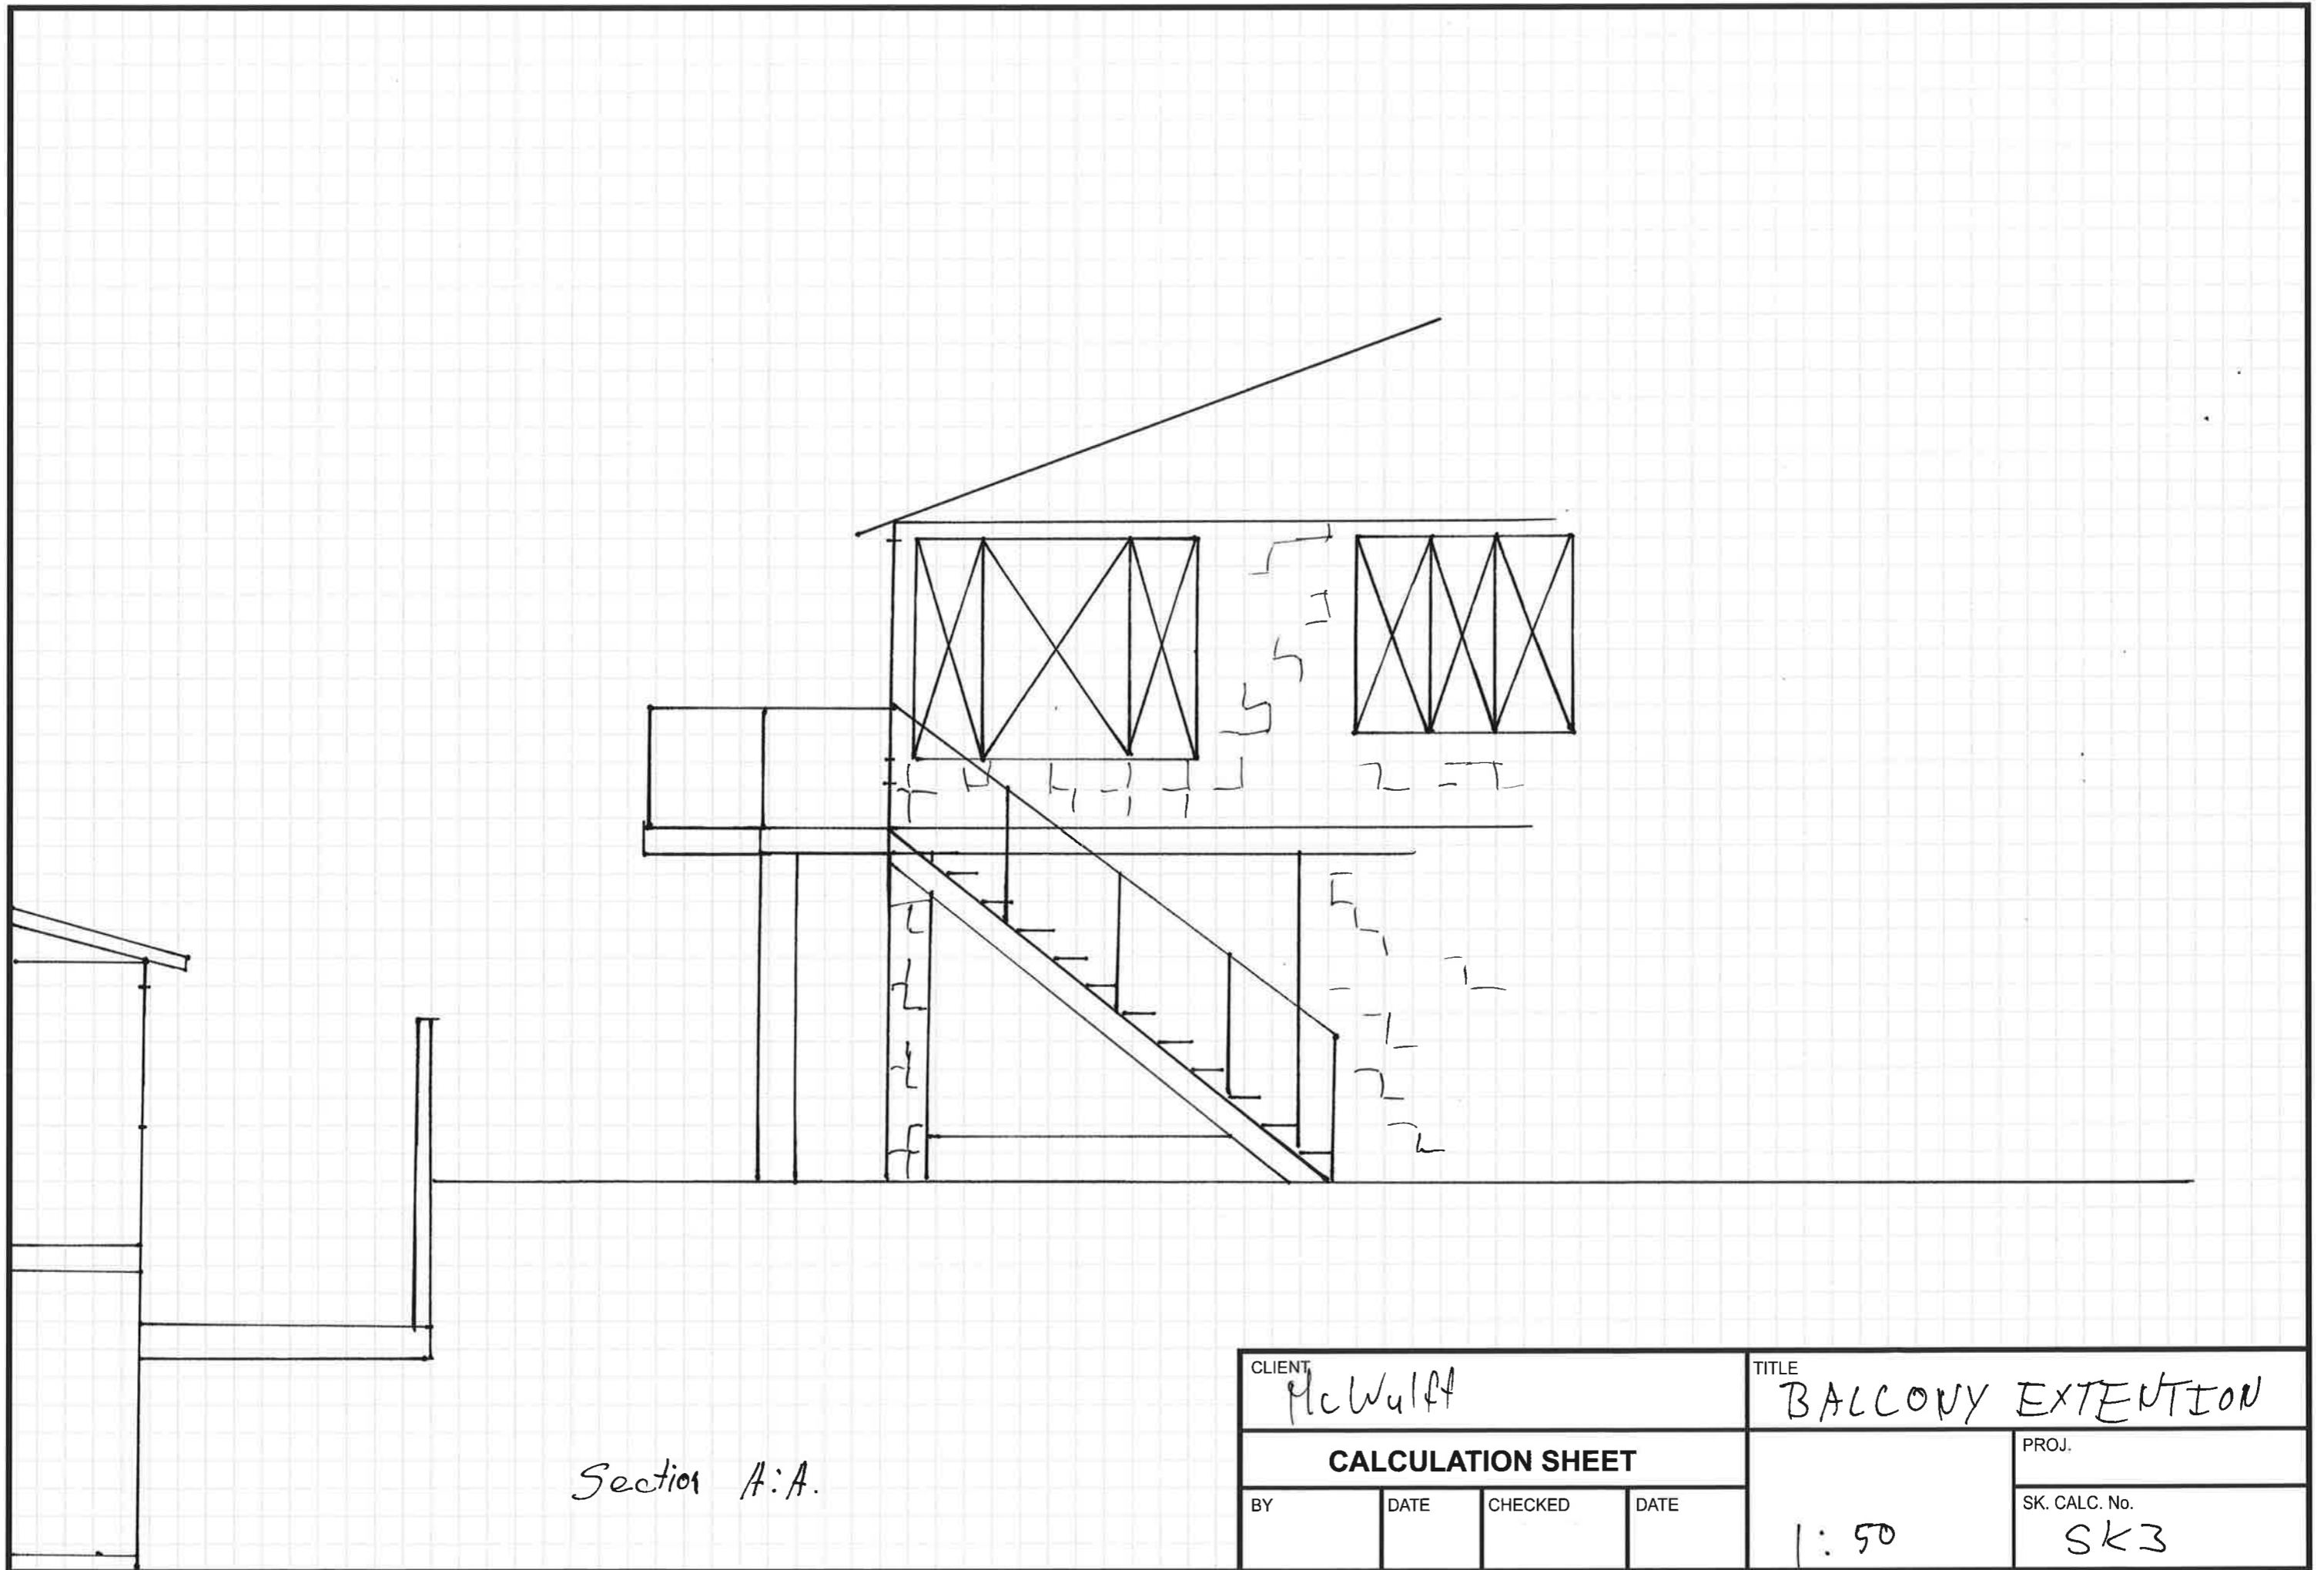 CLIENT
McWulff
TITLE
BALCONY EXTENTION
CALCULATION SHEET
PROJ.
BY
DATE
CHECKED
DATE
1:50
SK. CALC. No.
SK3
Section A:A.